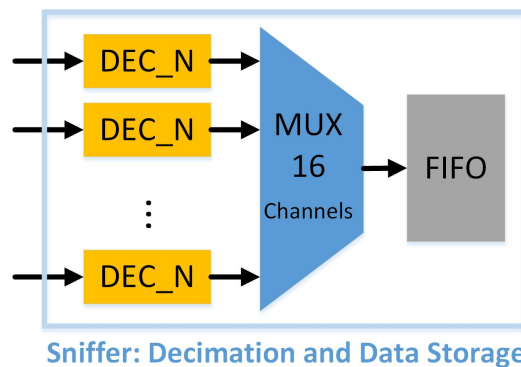 DEC_N
DEC_N
MUX
16
Channels
FIFO
⋮
DEC_N
Sniffer: Decimation and Data Storage